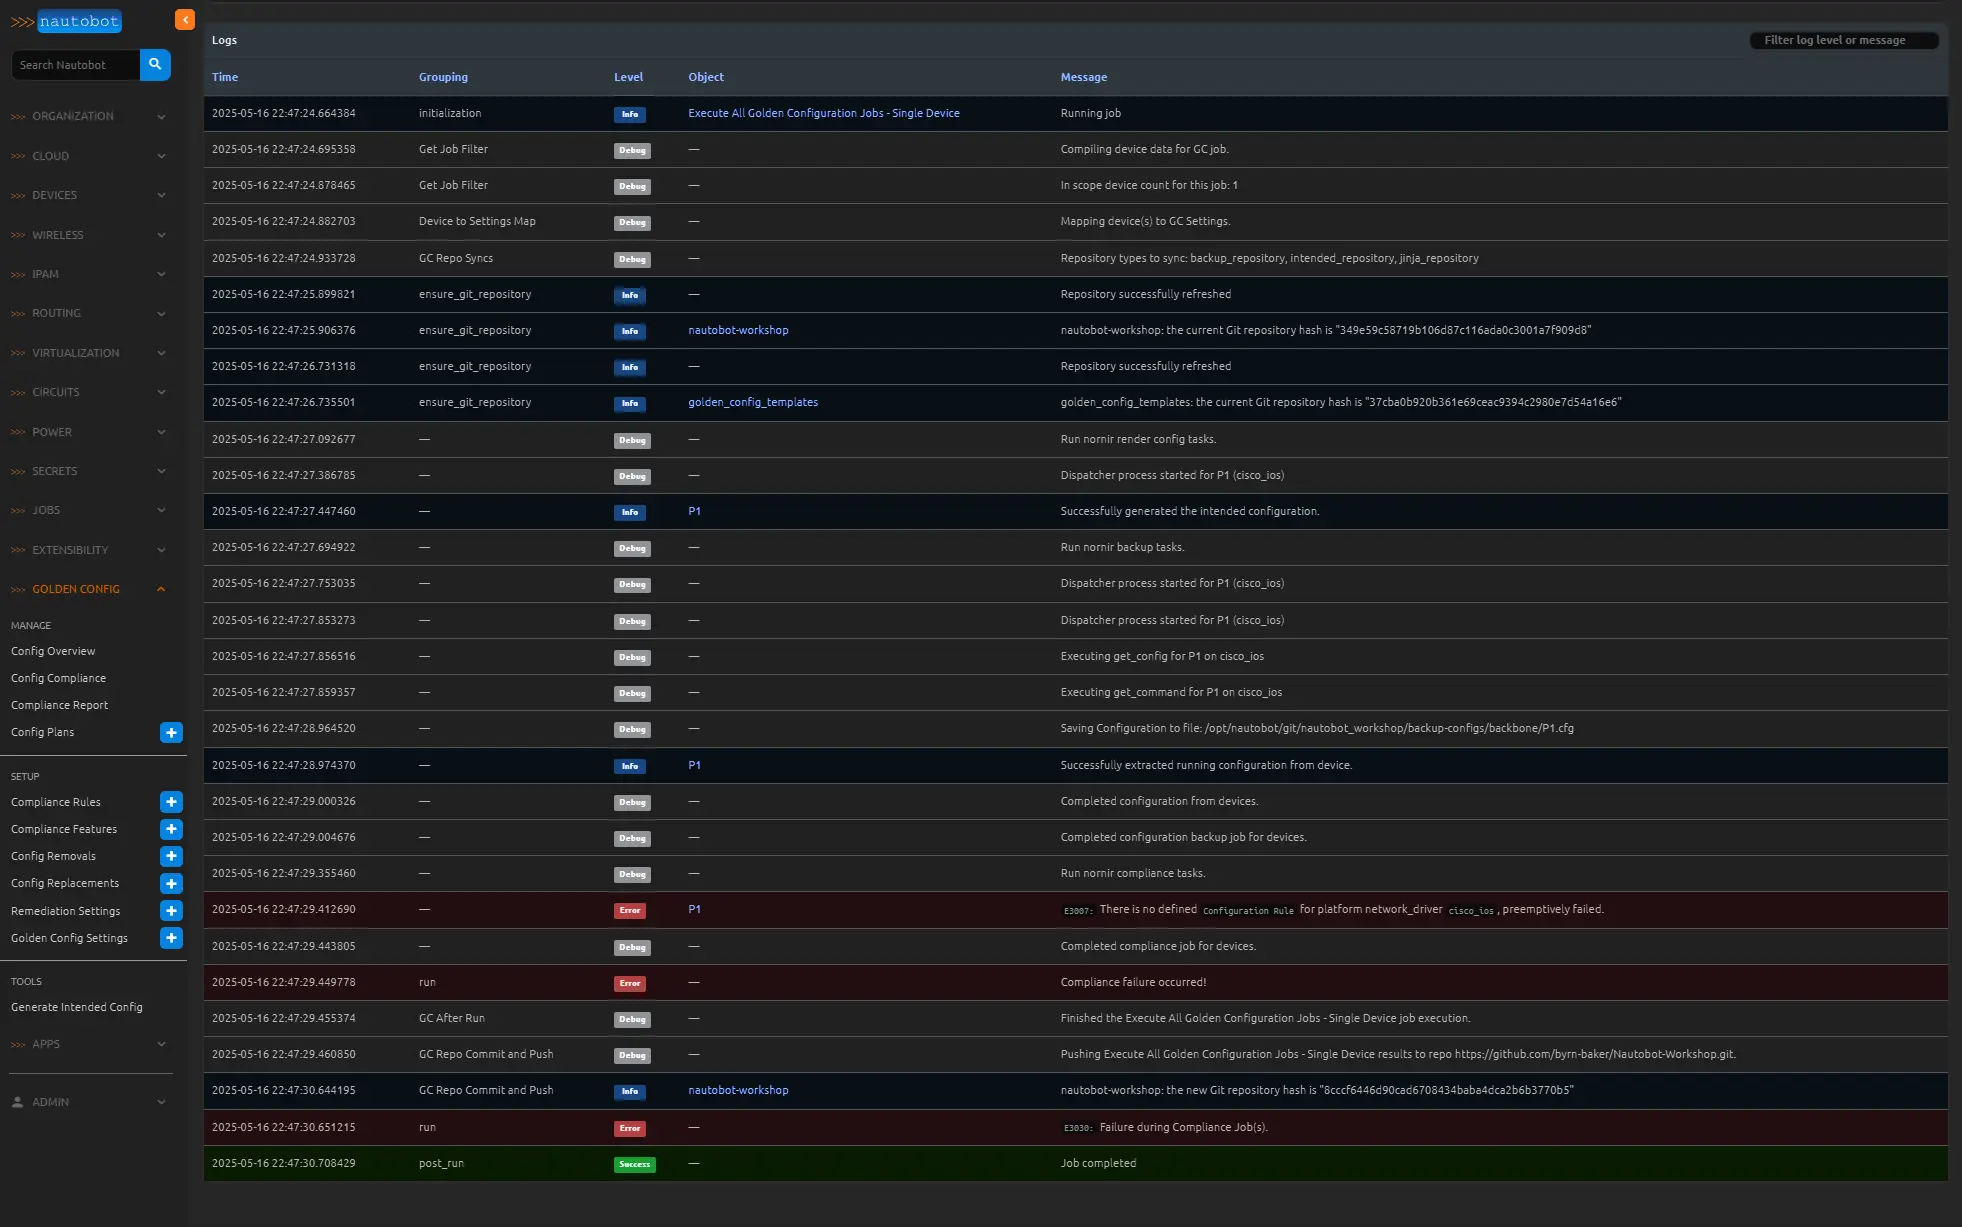 >>> nautobot
Search Nautobot
>>> ORGANIZATION
>>> CLOUD
>>> DEVICES
>>> WIRELESS
>>> IPAM
>>> ROUTING
>>> VIRTUALIZATION
>>> CIRCUITS
>>> POWER
>>> SECRETS
>>> JOBS
>>> EXTENSIBILITY
>>> GOLDEN CONFIG
MANAGE
Config Overview
Config Compliance
Compliance Report
Config Plans
SETUP
Compliance Rules
Compliance Features
Config Removals
Config Replacements
Remediation Settings
Golden Config Settings
TOOLS
Generate Intended Config
>>> APPS
ADMIN
Logs Filter log level or message
Time Grouping Level Object Message
2025-05-16 22:47:24.664384 initialization Info Execute All Golden Configuration Jobs - Single Device Running job
2025-05-16 22:47:24.695358 Get Job Filter Debug — Compiling device data for GC job.
2025-05-16 22:47:24.878465 Get Job Filter Debug — In scope device count for this job: 1
2025-05-16 22:47:24.882703 Device to Settings Map Debug — Mapping device(s) to GC Settings.
2025-05-16 22:47:24.933728 GC Repo Syncs Debug — Repository types to sync: backup_repository, intended_repository, jinja_repository
2025-05-16 22:47:25.899821 ensure_git_repository Info — Repository successfully refreshed
2025-05-16 22:47:25.906376 ensure_git_repository Info nautobot-workshop nautobot-workshop: the current Git repository hash is "349e59c58719b106d87c116ada0c3001a7f909d8"
2025-05-16 22:47:26.731318 ensure_git_repository Info — Repository successfully refreshed
2025-05-16 22:47:26.735501 ensure_git_repository Info golden_config_templates golden_config_templates: the current Git repository hash is "37cba0b920b361e69ceac9394c2980e7d54a16e6"
2025-05-16 22:47:27.092677 — Debug — Run nornir render config tasks.
2025-05-16 22:47:27.386785 — Debug — Dispatcher process started for P1 (cisco_ios)
2025-05-16 22:47:27.447460 — Info P1 Successfully generated the intended configuration.
2025-05-16 22:47:27.694922 — Debug — Run nornir backup tasks.
2025-05-16 22:47:27.753035 — Debug — Dispatcher process started for P1 (cisco_ios)
2025-05-16 22:47:27.853273 — Debug — Dispatcher process started for P1 (cisco_ios)
2025-05-16 22:47:27.856516 — Debug — Executing get_config for P1 on cisco_ios
2025-05-16 22:47:27.859357 — Debug — Executing get_command for P1 on cisco_ios
2025-05-16 22:47:28.964520 — Debug — Saving Configuration to file: /opt/nautobot/git/nautobot_workshop/backup-configs/backbone/P1.cfg
2025-05-16 22:47:28.974370 — Info P1 Successfully extracted running configuration from device.
2025-05-16 22:47:29.000326 — Debug — Completed configuration from devices.
2025-05-16 22:47:29.004676 — Debug — Completed configuration backup job for devices.
2025-05-16 22:47:29.355460 — Debug — Run nornir compliance tasks.
2025-05-16 22:47:29.412690 — Error P1 E3007: There is no defined Configuration Rule for platform network_driver cisco_ios, preemptively failed.
2025-05-16 22:47:29.443805 — Debug — Completed compliance job for devices.
2025-05-16 22:47:29.449778 run Error — Compliance failure occurred!
2025-05-16 22:47:29.455374 GC After Run Debug — Finished the Execute All Golden Configuration Jobs - Single Device job execution.
2025-05-16 22:47:29.460850 GC Repo Commit and Push Debug — Pushing Execute All Golden Configuration Jobs - Single Device results to repo https://github.com/byrn-baker/Nautobot-Workshop.git.
2025-05-16 22:47:30.644195 GC Repo Commit and Push Info nautobot-workshop nautobot-workshop: the new Git repository hash is "8cccf6446d90cad6708434baba4dca2b6b3770b5"
2025-05-16 22:47:30.651215 run Error — E3030: Failure during Compliance Job(s).
2025-05-16 22:47:30.708429 post_run Success — Job completed